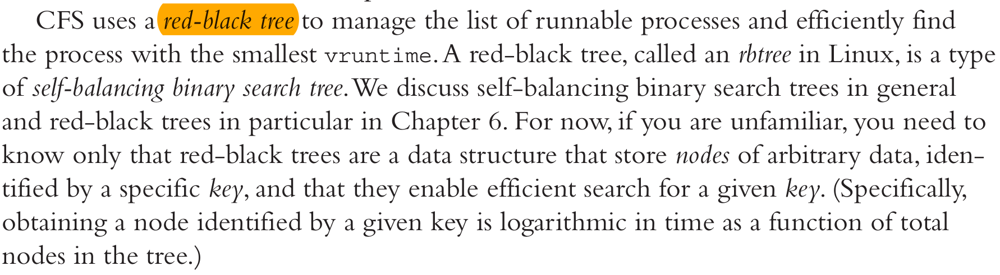 CFS uses a red-black tree to manage the list of runnable processes and efficiently find
the process with the smallest vruntime. A red-black tree, called an rbtree in Linux, is a type
of self-balancing binary search tree. We discuss self-balancing binary search trees in general
and red-black trees in particular in Chapter 6. For now, if you are unfamiliar, you need to
know only that red-black trees are a data structure that store nodes of arbitrary data, iden-
tified by a specific key, and that they enable efficient search for a given key. (Specifically,
obtaining a node identified by a given key is logarithmic in time as a function of total
nodes in the tree.)